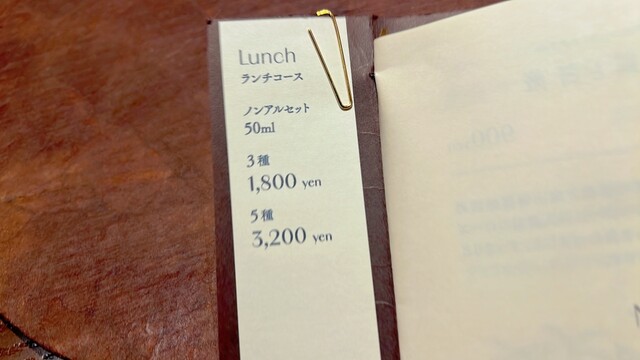 Lunch
ランチコース
ノンアルセット
50ml
3種
1,800 yen
5種
3,200 yen